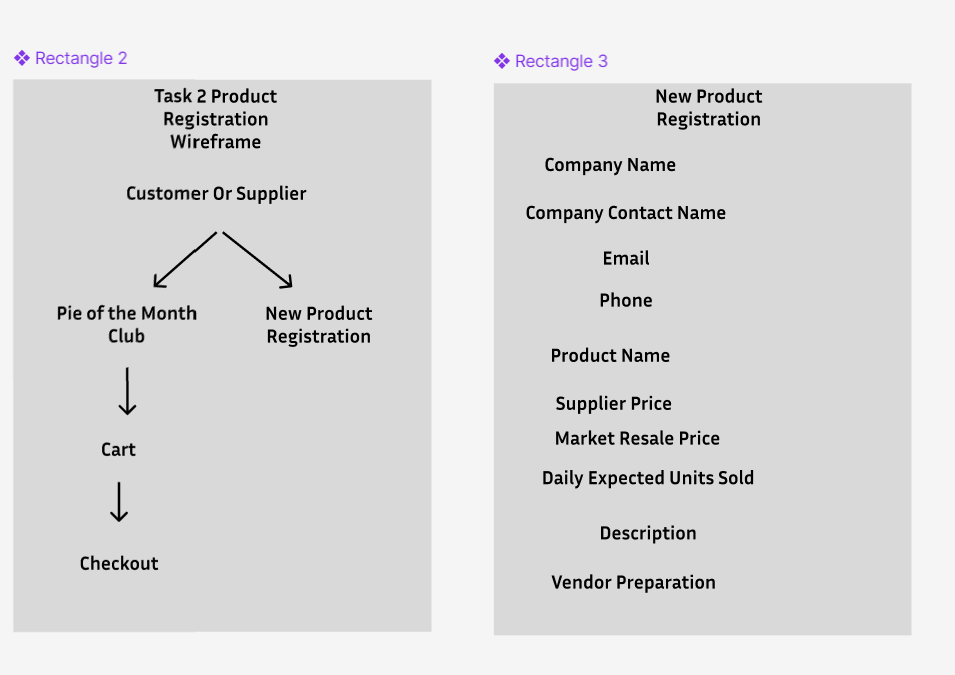 Rectangle 2
Task 2 Product
Registration
Wireframe
Customer Or Supplier
Pie of the Month
Club
New Product
Registration
Cart
Checkout
Rectangle 3
New Product
Registration
Company Name
Company Contact Name
Email
Phone
Product Name
Supplier Price
Market Resale Price
Daily Expected Units Sold
Description
Vendor Preparation